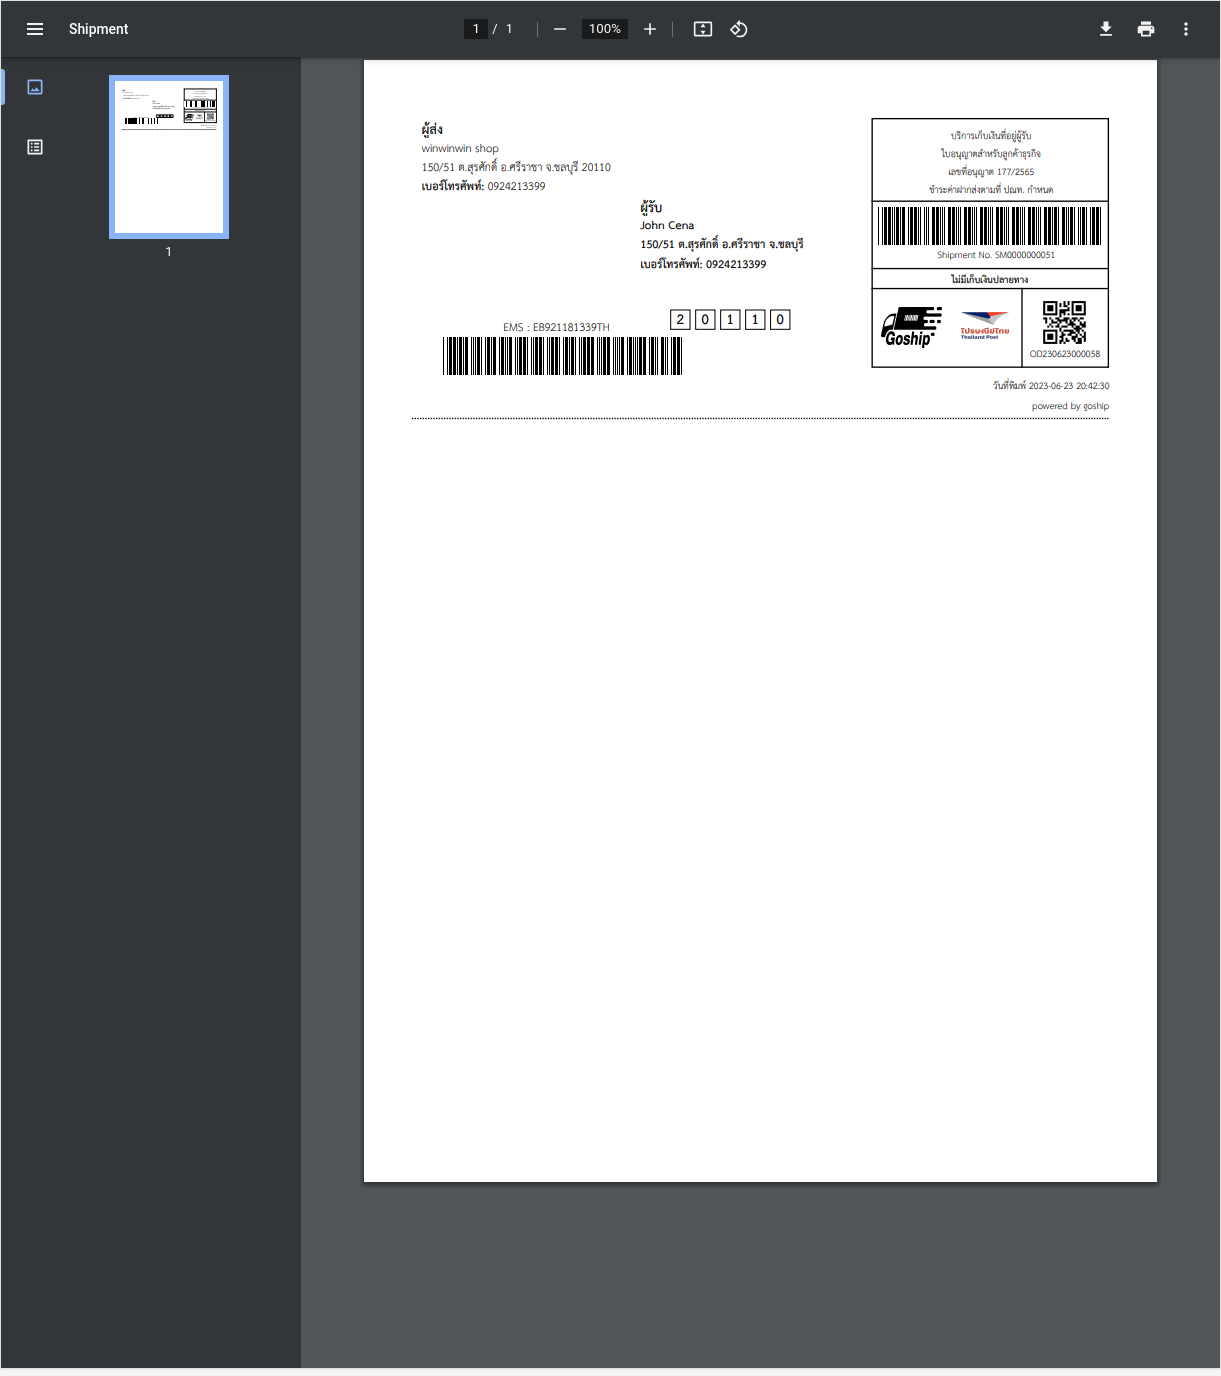 Shipment
1 / 1
100%
1
ผู้ส่ง
winwinwin shop
150/51 ต.สุรศักดิ์ อ.ศรีราชา จ.ชลบุรี 20110
เบอร์โทรศัพท์: 0924213399
ผู้รับ
John Cena
150/51 ต.สุรศักดิ์ อ.ศรีราชา จ.ชลบุรี
เบอร์โทรศัพท์: 0924213399
2 0 1 1 0
EMS : EB921181339TH
บริการเก็บเงินที่อยู่ผู้รับ
ใบอนุญาตสำหรับลูกค้าธุรกิจ
เลขที่อนุญาต 177/2565
ชำระค่าฝากส่งตามที่ ปณท. กำหนด
Shipment No. SM0000000051
ไม่มีเก็บเงินปลายทาง
Goship
ไปรษณีย์ไทย
Thailand Post
OD230623000058
วันที่พิมพ์ 2023-06-23 20:42:30
powered by goship